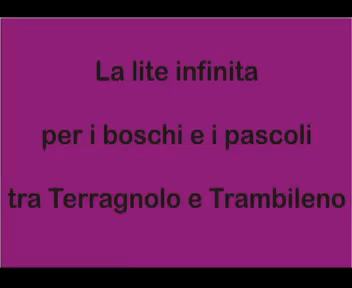 La lite infinita
per i boschi e i pascoli
tra Terragnolo e Trambileno